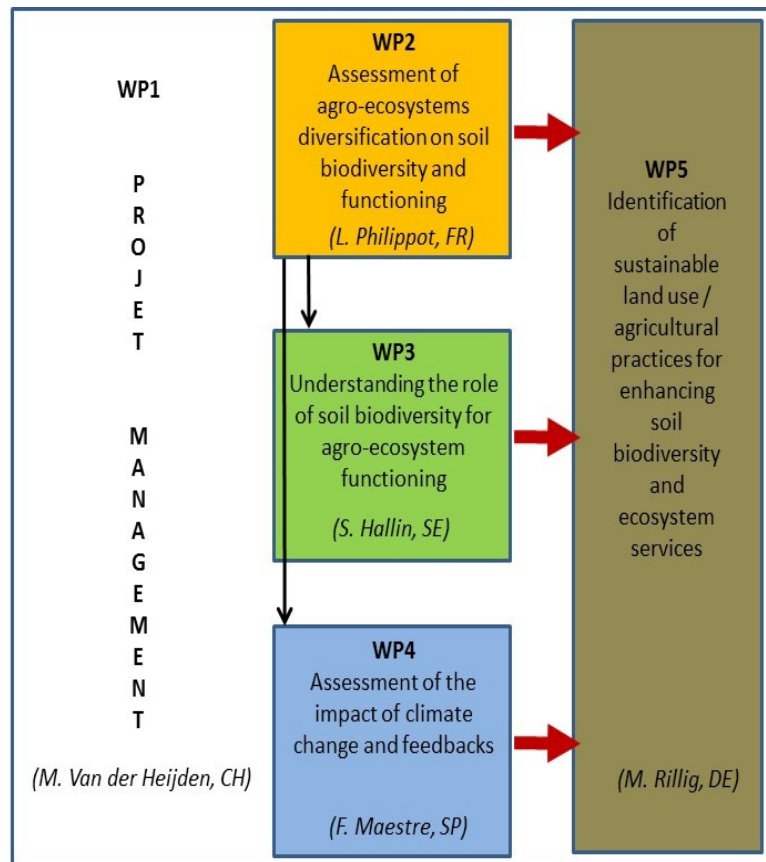 WP1
PROJET
MANAGEMENT
(M. Van der Heijden, CH)
WP2
Assessment of
agro-ecosystems
diversification on soil
biodiversity and
functioning
(L. Philippot, FR)
WP3
Understanding the role
of soil biodiversity for
agro-ecosystem
functioning
(S. Hallin, SE)
WP4
Assessment of the
impact of climate
change and feedbacks
(F. Maestre, SP)
WP5
Identification
of
sustainable
land use /
agricultural
practices for
enhancing
soil
biodiversity
and
ecosystem
services
(M. Rillig, DE)